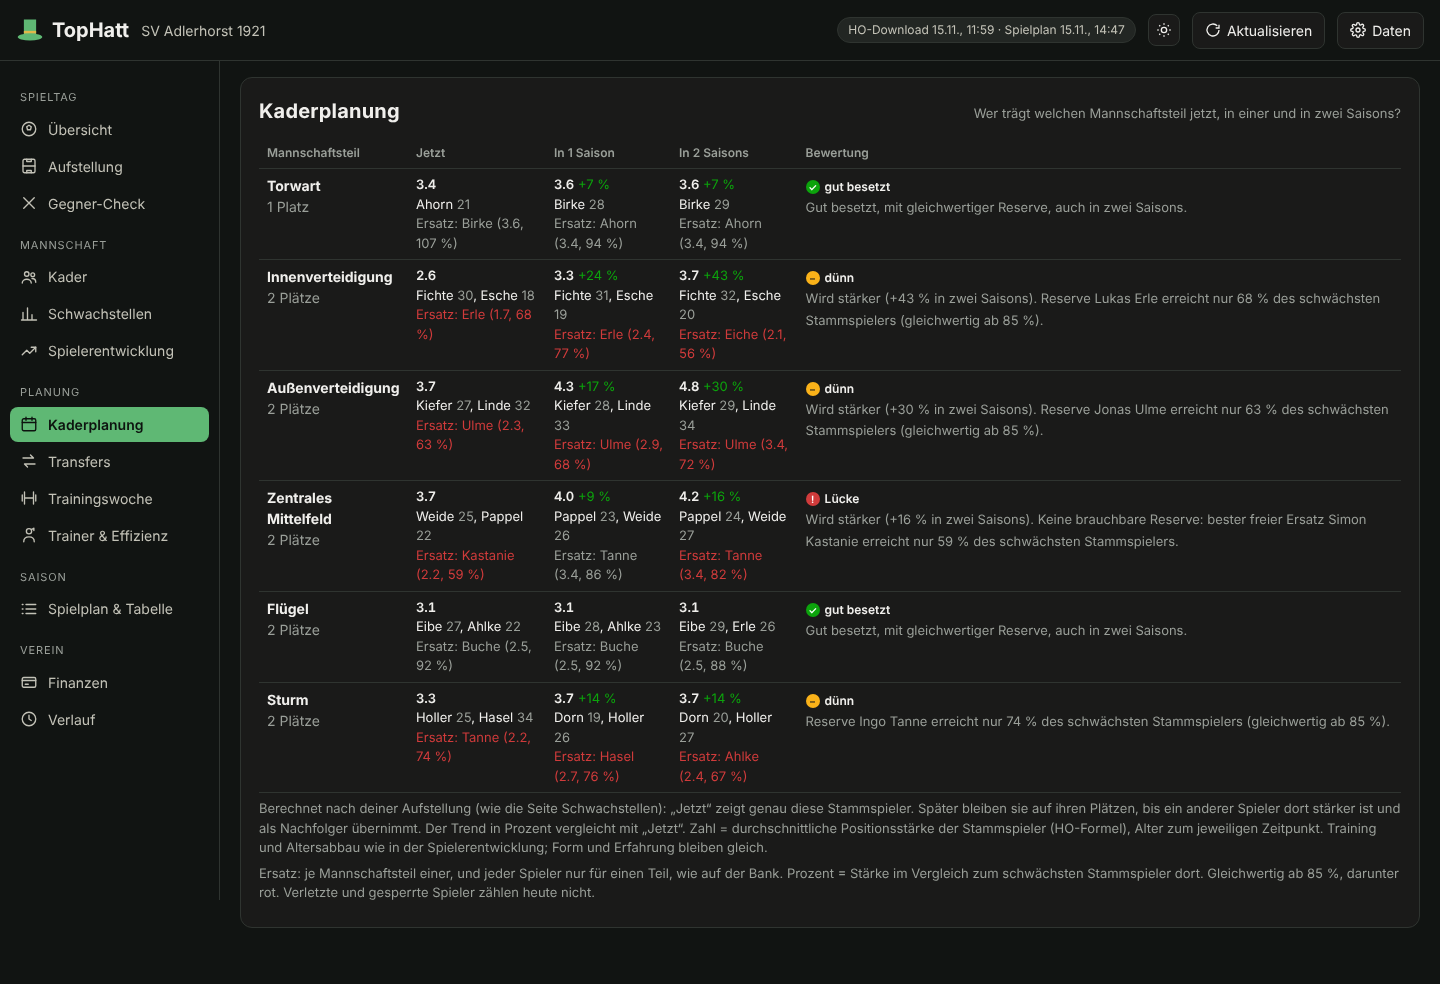 TopHatt SV Adlerhorst 1921
HO-Download 15.11., 11:59 · Spielplan 15.11., 14:47
Aktualisieren
Daten
SPIELTAG
Übersicht
Aufstellung
Gegner-Check
MANNSCHAFT
Kader
Schwachstellen
Spielerentwicklung
PLANUNG
Kaderplanung
Transfers
Trainingswoche
Trainer & Effizienz
SAISON
Spielplan & Tabelle
VEREIN
Finanzen
Verlauf
Kaderplanung
Wer trägt welchen Mannschaftsteil jetzt, in einer und in zwei Saisons?
Mannschaftsteil Jetzt In 1 Saison In 2 Saisons Bewertung
Torwart
1 Platz
3.4
Ahorn 21
Ersatz: Birke (3.6,
107 %)
3.6 +7 %
Birke 28
Ersatz: Ahorn
(3.4, 94 %)
3.6 +7 %
Birke 29
Ersatz: Ahorn
(3.4, 94 %)
gut besetzt
Gut besetzt, mit gleichwertiger Reserve, auch in zwei Saisons.
Innenverteidigung
2 Plätze
2.6
Fichte 30, Esche 18
Ersatz: Erle (1.7, 68
%)
3.3 +24 %
Fichte 31, Esche
19
Ersatz: Erle (2.4,
77 %)
3.7 +43 %
Fichte 32, Esche
20
Ersatz: Eiche (2.1,
56 %)
dünn
Wird stärker (+43 % in zwei Saisons). Reserve Lukas Erle erreicht nur 68 % des schwächsten
Stammspielers (gleichwertig ab 85 %).
Außenverteidigung
2 Plätze
3.7
Kiefer 27, Linde 32
Ersatz: Ulme (2.3,
63 %)
4.3 +17 %
Kiefer 28, Linde
33
Ersatz: Ulme (2.9,
68 %)
4.8 +30 %
Kiefer 29, Linde
34
Ersatz: Ulme (3.4,
72 %)
dünn
Wird stärker (+30 % in zwei Saisons). Reserve Jonas Ulme erreicht nur 63 % des schwächsten
Stammspielers (gleichwertig ab 85 %).
Zentrales
Mittelfeld
2 Plätze
3.7
Weide 25, Pappel
22
Ersatz: Kastanie
(2.2, 59 %)
4.0 +9 %
Pappel 23, Weide
26
Ersatz: Tanne
(3.4, 86 %)
4.2 +16 %
Pappel 24, Weide
27
Ersatz: Tanne
(3.4, 82 %)
Lücke
Wird stärker (+16 % in zwei Saisons). Keine brauchbare Reserve: bester freier Ersatz Simon
Kastanie erreicht nur 59 % des schwächsten Stammspielers.
Flügel
2 Plätze
3.1
Eibe 27, Ahlke 22
Ersatz: Buche (2.5,
92 %)
3.1
Eibe 28, Ahlke 23
Ersatz: Buche
(2.5, 92 %)
3.1
Eibe 29, Erle 26
Ersatz: Buche
(2.5, 88 %)
gut besetzt
Gut besetzt, mit gleichwertiger Reserve, auch in zwei Saisons.
Sturm
2 Plätze
3.3
Holler 25, Hasel 34
Ersatz: Tanne (2.2,
74 %)
3.7 +14 %
Dorn 19, Holler
26
Ersatz: Hasel
(2.7, 76 %)
3.7 +14 %
Dorn 20, Holler
27
Ersatz: Ahlke
(2.4, 67 %)
dünn
Reserve Ingo Tanne erreicht nur 74 % des schwächsten Stammspielers (gleichwertig ab 85 %).
Berechnet nach deiner Aufstellung (wie die Seite Schwachstellen): „Jetzt“ zeigt genau diese Stammspieler. Später bleiben sie auf ihren Plätzen, bis ein anderer Spieler dort stärker ist und
als Nachfolger übernimmt. Der Trend in Prozent vergleicht mit „Jetzt“. Zahl = durchschnittliche Positionsstärke der Stammspieler (HO-Formel), Alter zum jeweiligen Zeitpunkt. Training
und Altersabbau wie in der Spielerentwicklung; Form und Erfahrung bleiben gleich.
Ersatz: je Mannschaftsteil einer, und jeder Spieler nur für einen Teil, wie auf der Bank. Prozent = Stärke im Vergleich zum schwächsten Stammspieler dort. Gleichwertig ab 85 %, darunter
rot. Verletzte und gesperrte Spieler zählen heute nicht.